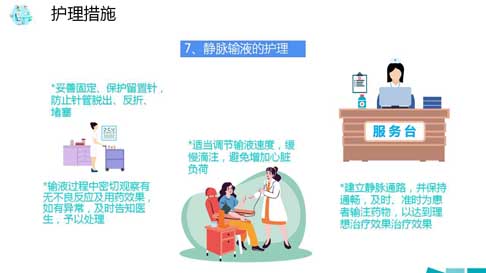 护理措施
7、静脉输液的护理
*妥善固定、保护留置针，
防止针管脱出、反折、
堵塞
*输液过程中密切观察有
无不良反应及用药效果，
如有异常，及时告知医
生，予以处理
*适当调节输液速度，缓
慢滴注，避免增加心脏
负荷
服务台
*建立静脉通路，并保持
通畅，及时、准时为患
者输注药物，以达到理
想治疗效果治疗效果